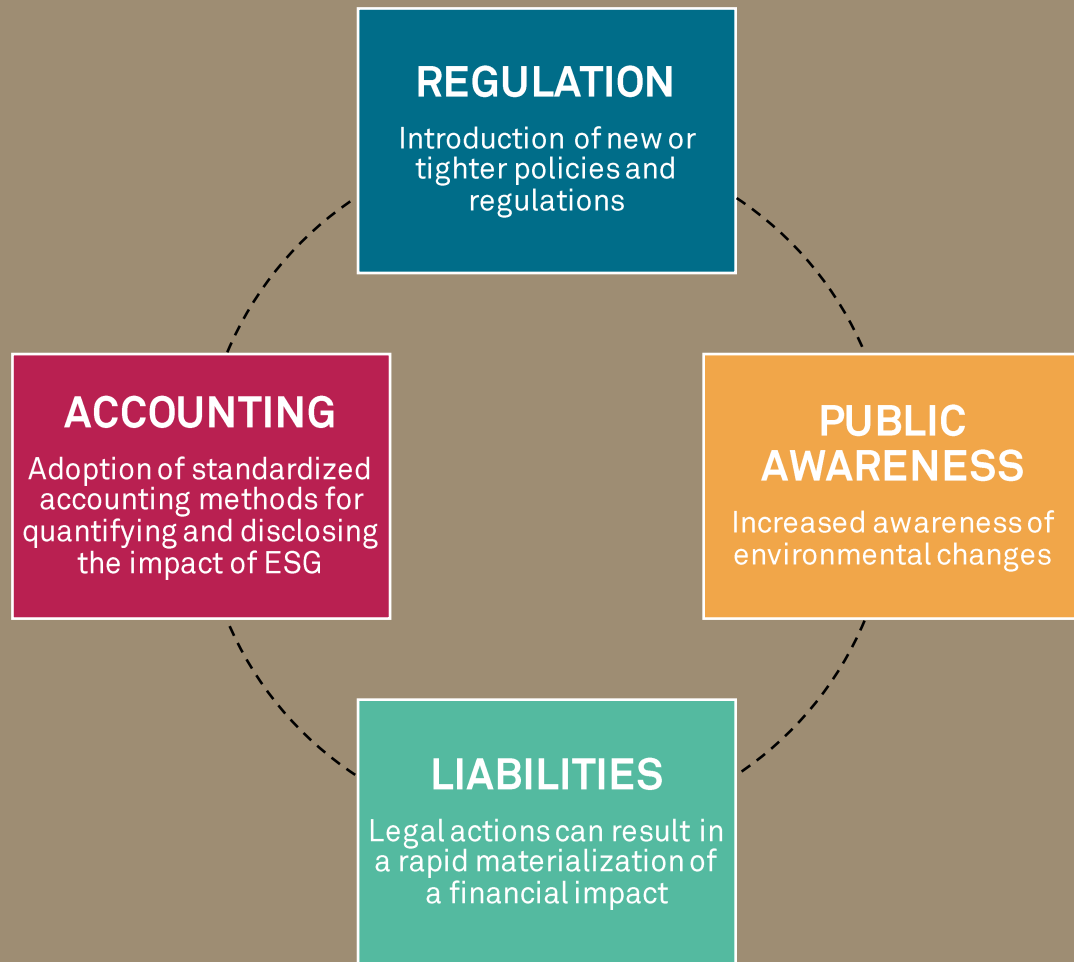 REGULATION
Introduction of new or
tighter policies and
regulations
ACCOUNTING
Adoption of standardized
accounting methods for
quantifying and disclosing
the impact of ESG
PUBLIC
AWARENESS
Increased awareness of
environmental changes
LIABILITIES
Legal actions can result in
a rapid materialization of
a financial impact